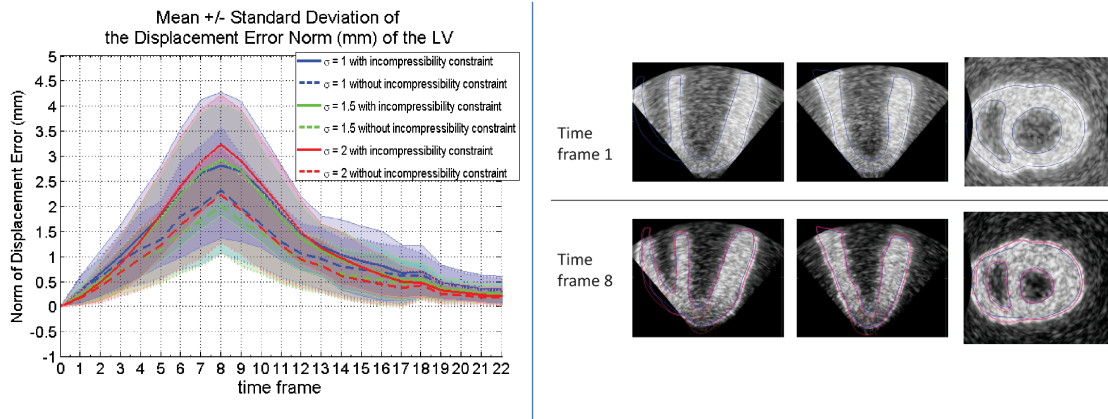 Mean +/- Standard Deviation of
the Displacement Error Norm (mm) of the LV
Norm of Displacement Error (mm)
5
4.5
4
3.5
3
2.5
2
1.5
1
0.5
0
-0.5
-1
σ = 1 with incompressibility constraint
σ = 1 without incompressibility constraint
σ = 1.5 with incompressibility constraint
σ = 1.5 without incompressibility constraint
σ = 2 with incompressibility constraint
σ = 2 without incompressibility constraint
0 1 2 3 4 5 6 7 8 9 10 11 12 13 14 15 16 17 18 19 20 21 22
time frame
Time
frame 1
Time
frame 8